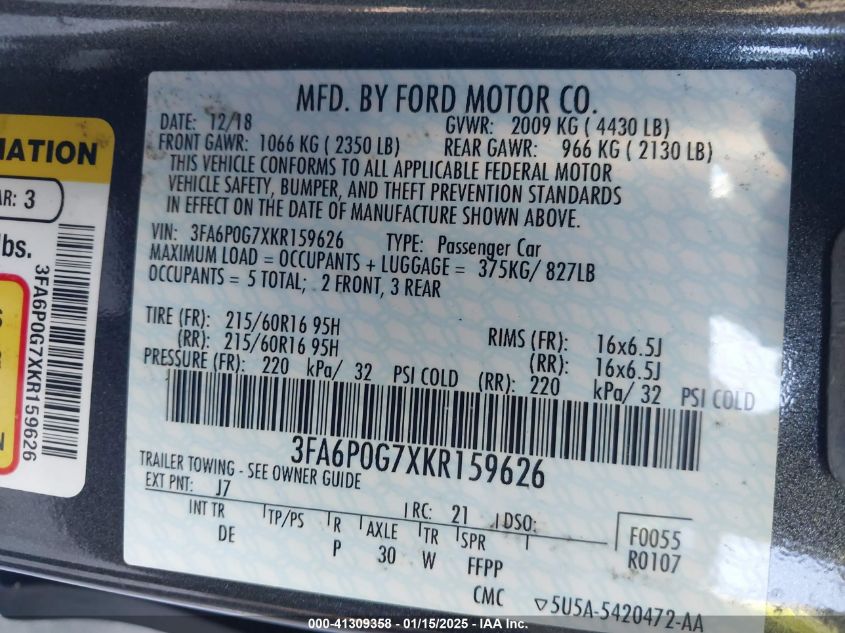 MFD. BY FORD MOTOR CO.
DATE: 12/18 GVWR: 2009 KG ( 4430 LB)
FRONT GAWR: 1066 KG ( 2350 LB) REAR GAWR: 966 KG ( 2130 LB)
THIS VEHICLE CONFORMS TO ALL APPLICABLE FEDERAL MOTOR
VEHICLE SAFETY, BUMPER, AND THEFT PREVENTION STANDARDS
IN EFFECT ON THE DATE OF MANUFACTURE SHOWN ABOVE.
VIN: 3FA6P0G7XKR159626 TYPE: Passenger Car
MAXIMUM LOAD = OCCUPANTS + LUGGAGE = 375KG/ 827LB
OCCUPANTS = 5 TOTAL; 2 FRONT, 3 REAR
TIRE (FR): 215/60R16 95H RIMS (FR): 16x6.5J
(RR): 215/60R16 95H (RR): 16x6.5J
PRESSURE (FR): 220 kPa/ 32 PSI COLD (RR): 220 kPa/ 32 PSI COLD
3FA6P0G7XKR159626
TRAILER TOWING - SEE OWNER GUIDE
EXT PNT: J7 RC: 21 DSO:
INT TR TP/PS R AXLE TR SPR
DE P 30 W FFPP
F0055
R0107
CMC ▽5U5A-5420472-AA
AR: 3
lbs.
3FA6P0G7XKR159626
000-41309358 - 01/15/2025 - IAA Inc.